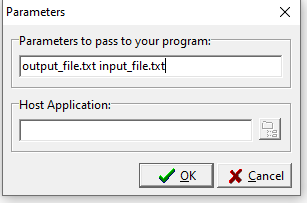 Parameters
Parameters to pass to your program:
output_file.txt input_file.txt
Host Application:
OK
Cancel